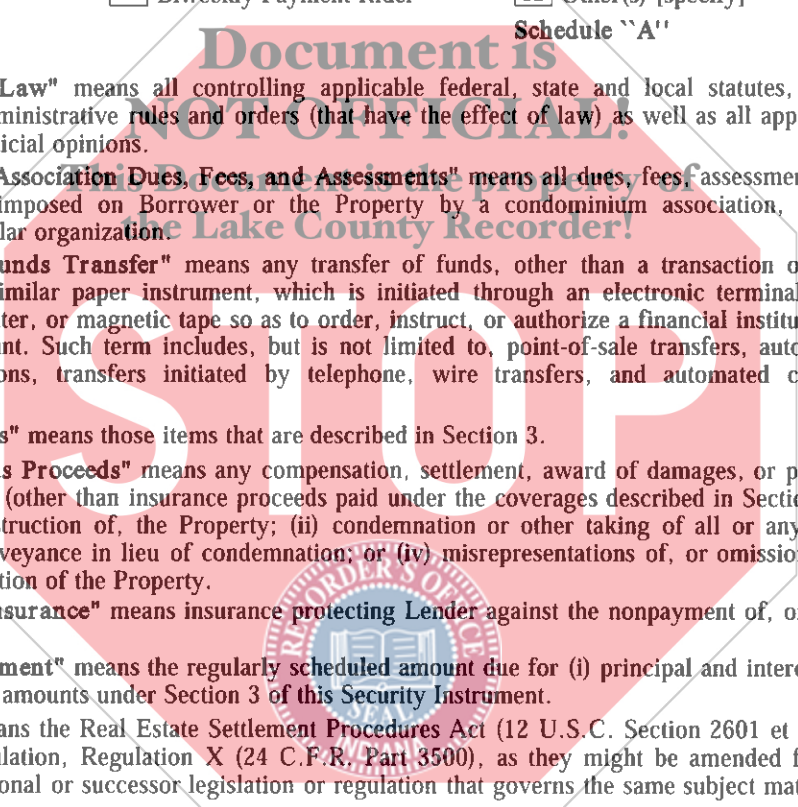 Biweekly Payment Rider Other(s) [specify]
Schedule ``A''
Document is
Law" means all controlling applicable federal, state and local statutes,
ministrative rules and orders (that have the effect of law) as well as all app
NOT OFFICIAL!
icial opinions.
Association Dues, Fees, and Assessments" means all dues, fees, assessmen
This Document is the property of
imposed on Borrower or the Property by a condominium association,
lar organization.
the Lake County Recorder!
unds Transfer" means any transfer of funds, other than a transaction o
imilar paper instrument, which is initiated through an electronic terminal
ter, or magnetic tape so as to order, instruct, or authorize a financial institu
nt. Such term includes, but is not limited to, point-of-sale transfers, auto
ons, transfers initiated by telephone, wire transfers, and automated c
STOP
s" means those items that are described in Section 3.
s Proceeds" means any compensation, settlement, award of damages, or p
(other than insurance proceeds paid under the coverages described in Sectio
struction of, the Property; (ii) condemnation or other taking of all or any
veyance in lieu of condemnation; or (iv) misrepresentations of, or omissio
tion of the Property.
nsurance" means insurance protecting Lender against the nonpayment of, o
RECORDER'S OFFICE
SEAL
INDIANA
ment" means the regularly scheduled amount due for (i) principal and intere
amounts under Section 3 of this Security Instrument.
ans the Real Estate Settlement Procedures Act (12 U.S.C. Section 2601 et
ulation, Regulation X (24 C.F.R. Part 3500), as they might be amended f
onal or successor legislation or regulation that governs the same subject mat